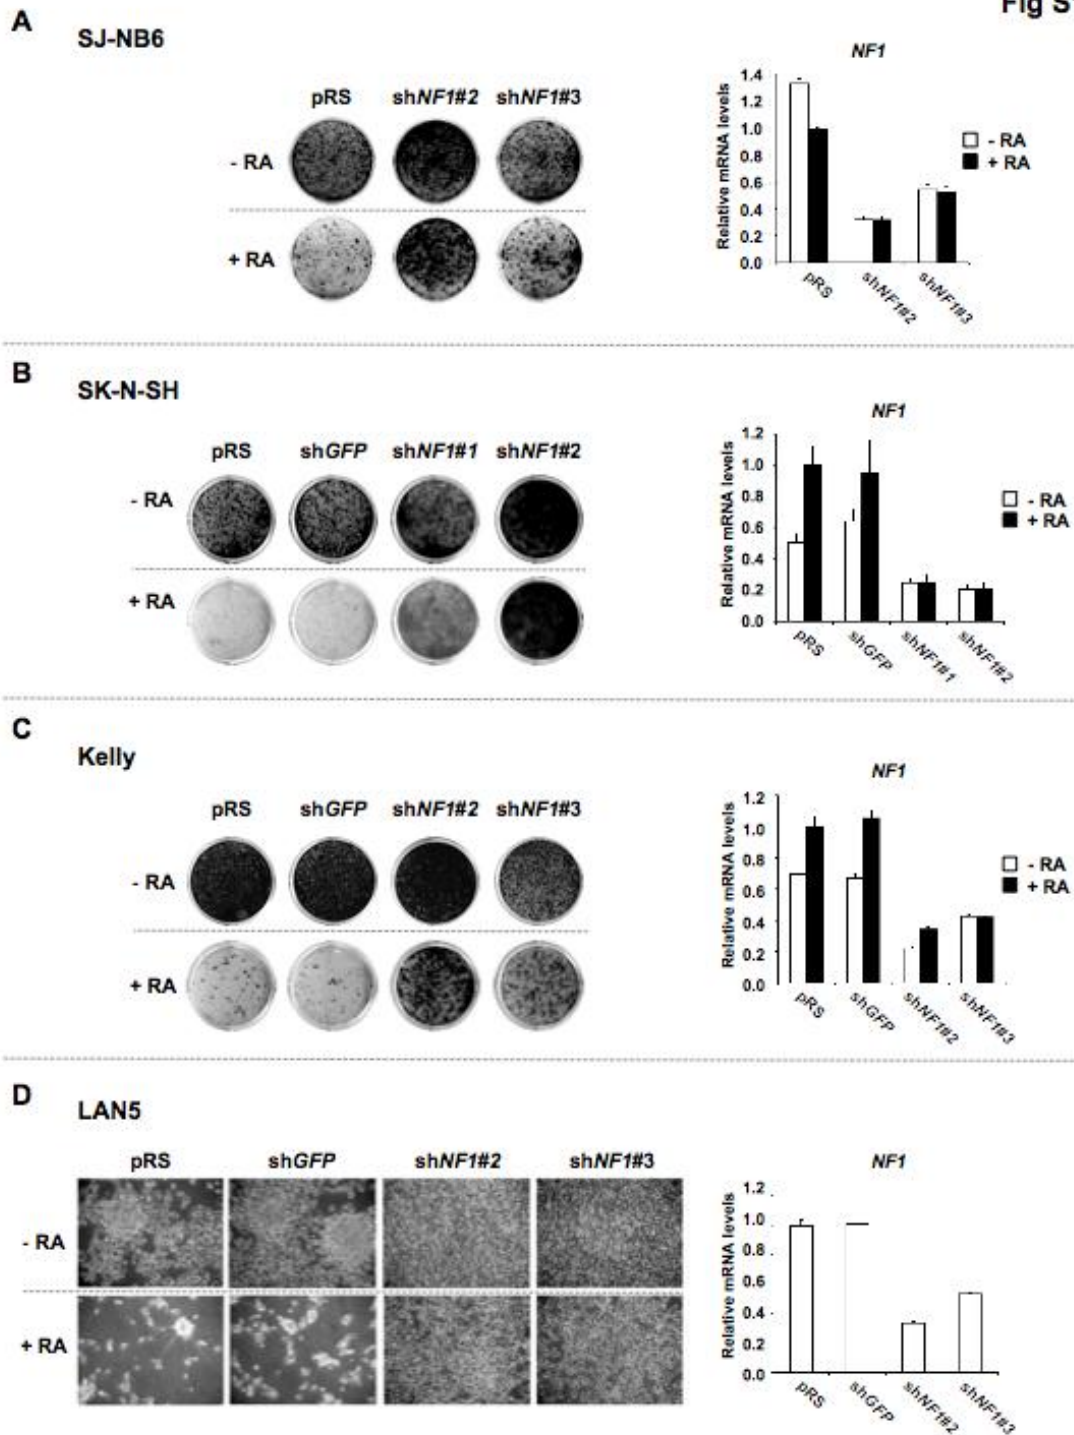 Fig S
A
SJ-NB6
pRS shNF1#2 shNF1#3
- RA
+ RA
NF1
Relative mRNA levels
1.4
1.2
1.0
0.8
0.6
0.4
0.2
0.0
pRS shNF1#2 shNF1#3
- RA
+ RA
B
SK-N-SH
pRS shGFP shNF1#1 shNF1#2
- RA
+ RA
NF1
Relative mRNA levels
1.2
1.0
0.8
0.6
0.4
0.2
0.0
pRS shGFP shNF1#1 shNF1#2
- RA
+ RA
C
Kelly
pRS shGFP shNF1#2 shNF1#3
- RA
+ RA
NF1
Relative mRNA levels
1.2
1.0
0.8
0.6
0.4
0.2
0.0
pRS shGFP shNF1#2 shNF1#3
- RA
+ RA
D
LAN5
pRS shGFP shNF1#2 shNF1#3
- RA
+ RA
NF1
Relative mRNA levels
1.2
1.0
0.8
0.6
0.4
0.2
0.0
pRS shGFP shNF1#2 shNF1#3